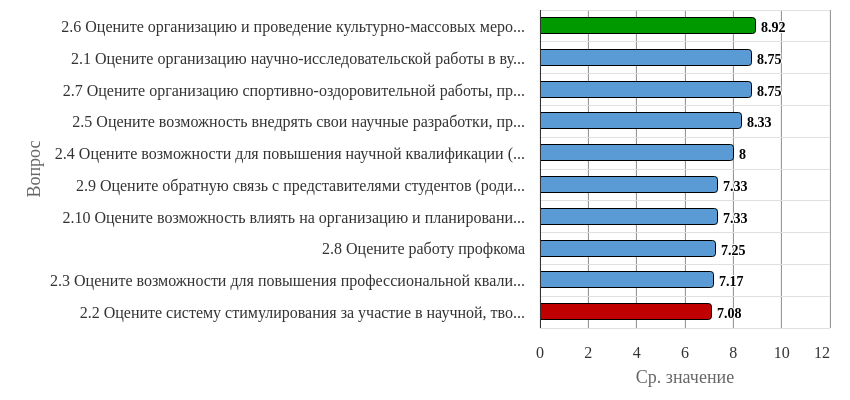 2.6 Оцените организацию и проведение культурно-массовых меро... 8.92
2.1 Оцените организацию научно-исследовательской работы в ву... 8.75
2.7 Оцените организацию спортивно-оздоровительной работы, пр... 8.75
2.5 Оцените возможность внедрять свои научные разработки, пр... 8.33
2.4 Оцените возможности для повышения научной квалификации (... 8
2.9 Оцените обратную связь с представителями студентов (роди... 7.33
2.10 Оцените возможность влиять на организацию и планировани... 7.33
2.8 Оцените работу профкома 7.25
2.3 Оцените возможности для повышения профессиональной квали... 7.17
2.2 Оцените систему стимулирования за участие в научной, тво... 7.08
Вопрос
0 2 4 6 8 10 12
Ср. значение